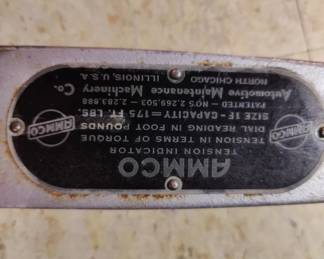 AMMCO
TENSION INDICATOR
TENSION IN TERMS OF TORQUE
DIAL READING IN FOOT POUNDS
AMMCO
AMMCO
SIZE 1F - CAPACITY = 175 FT. LBS.
PATENTED - NOS 2,269,503 - 2,283,888
Automotive Maintenance Machinery Co.
NORTH CHICAGO ILLINOIS, U.S.A.